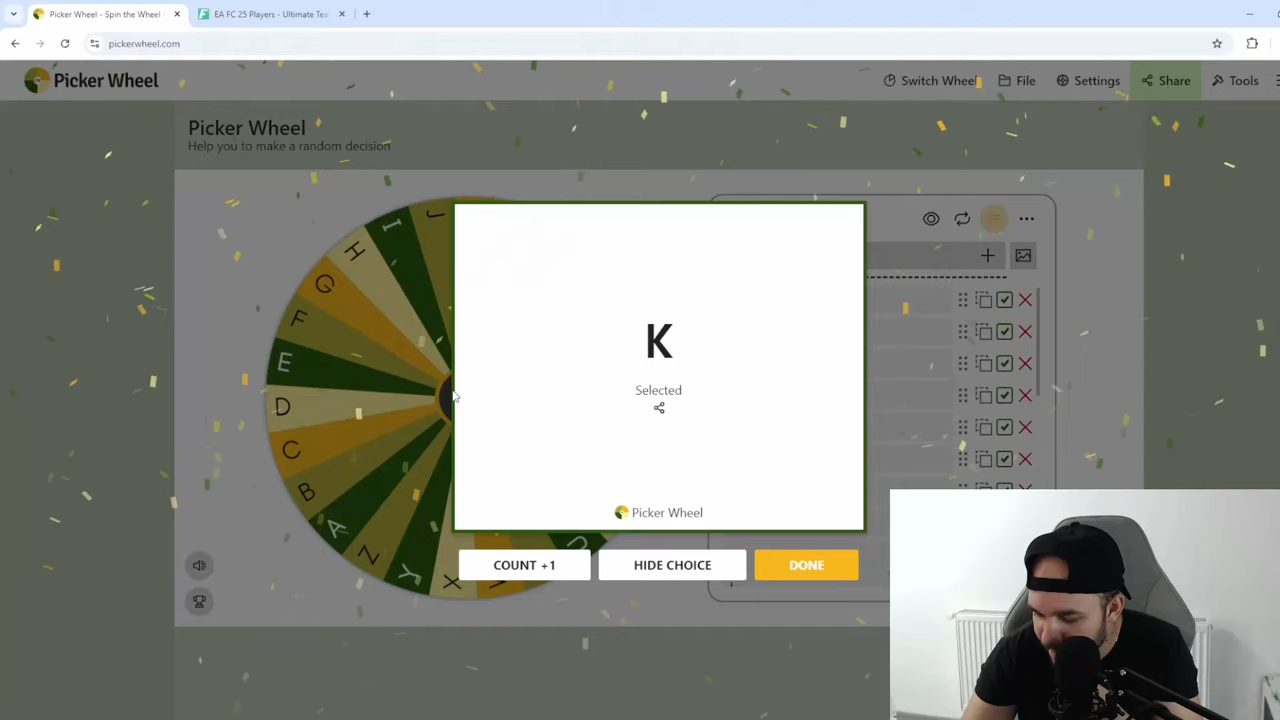 Picker Wheel - Spin the Wheel
EA FC 25 Players - Ultimate Tea
pickerwheel.com
Picker Wheel
Switch Wheel
File
Settings
Share
Tools
Picker Wheel
Help you to make a random decision
J
I
H
G
F
E
D
C
B
A
Z
Y
X
K
Selected
Picker Wheel
COUNT +1
HIDE CHOICE
DONE